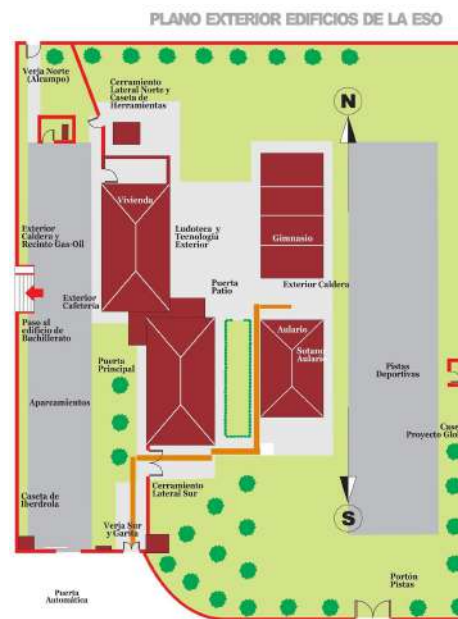 PLANO EXTERIOR EDIFICIOS DE LA ESO
Verja Norte
(Alcampo)
Cerramiento
Lateral Norte y
Caseta de
Herramientas
N
Vivienda
Exterior
Caldera y
Recinto Gas-Oil
Ludoteca y
Tecnología
Exterior
Gimnasio
Puerta
Patio
Exterior Caldera
Exterior
Cafetería
Paso al
edificio de
Bachillerato
Aulario
Sotano
Aulario
Puerta
Principal
Pistas
Deportivas
Aparcamientos
Proyecto
Caseta de
Iberdrola
Cerramiento
Lateral Sur
S
Verja Sur
y Garita
Puerta
Automática
Portón
Pistas